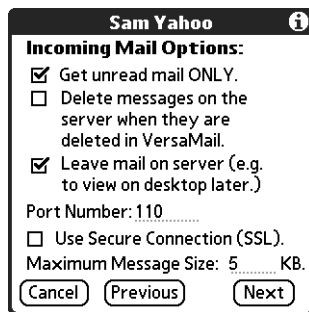 Sam Yahoo
Incoming Mail Options:
Get unread mail ONLY.
Delete messages on the
server when they are
deleted in VersaMail.
Leave mail on server (e.g.
to view on desktop later.)
Port Number: 110
Use Secure Connection (SSL).
Maximum Message Size: 5 KB.
Cancel Previous Next